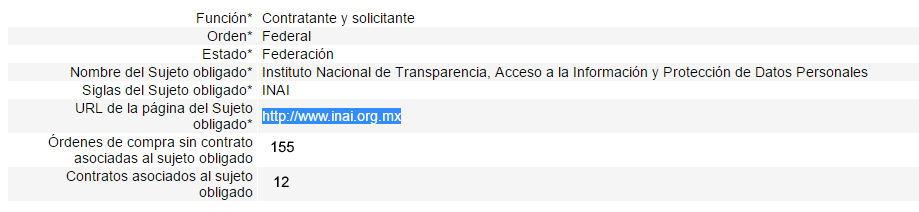 Función* Contratante y solicitante
Orden* Federal
Estado* Federación
Nombre del Sujeto obligado* Instituto Nacional de Transparencia, Acceso a la Información y Protección de Datos Personales
Siglas del Sujeto obligado* INAI
URL de la página del Sujeto
obligado* http://www.inai.org.mx
Órdenes de compra sin contrato
asociadas al sujeto obligado 155
Contratos asociados al sujeto
obligado 12